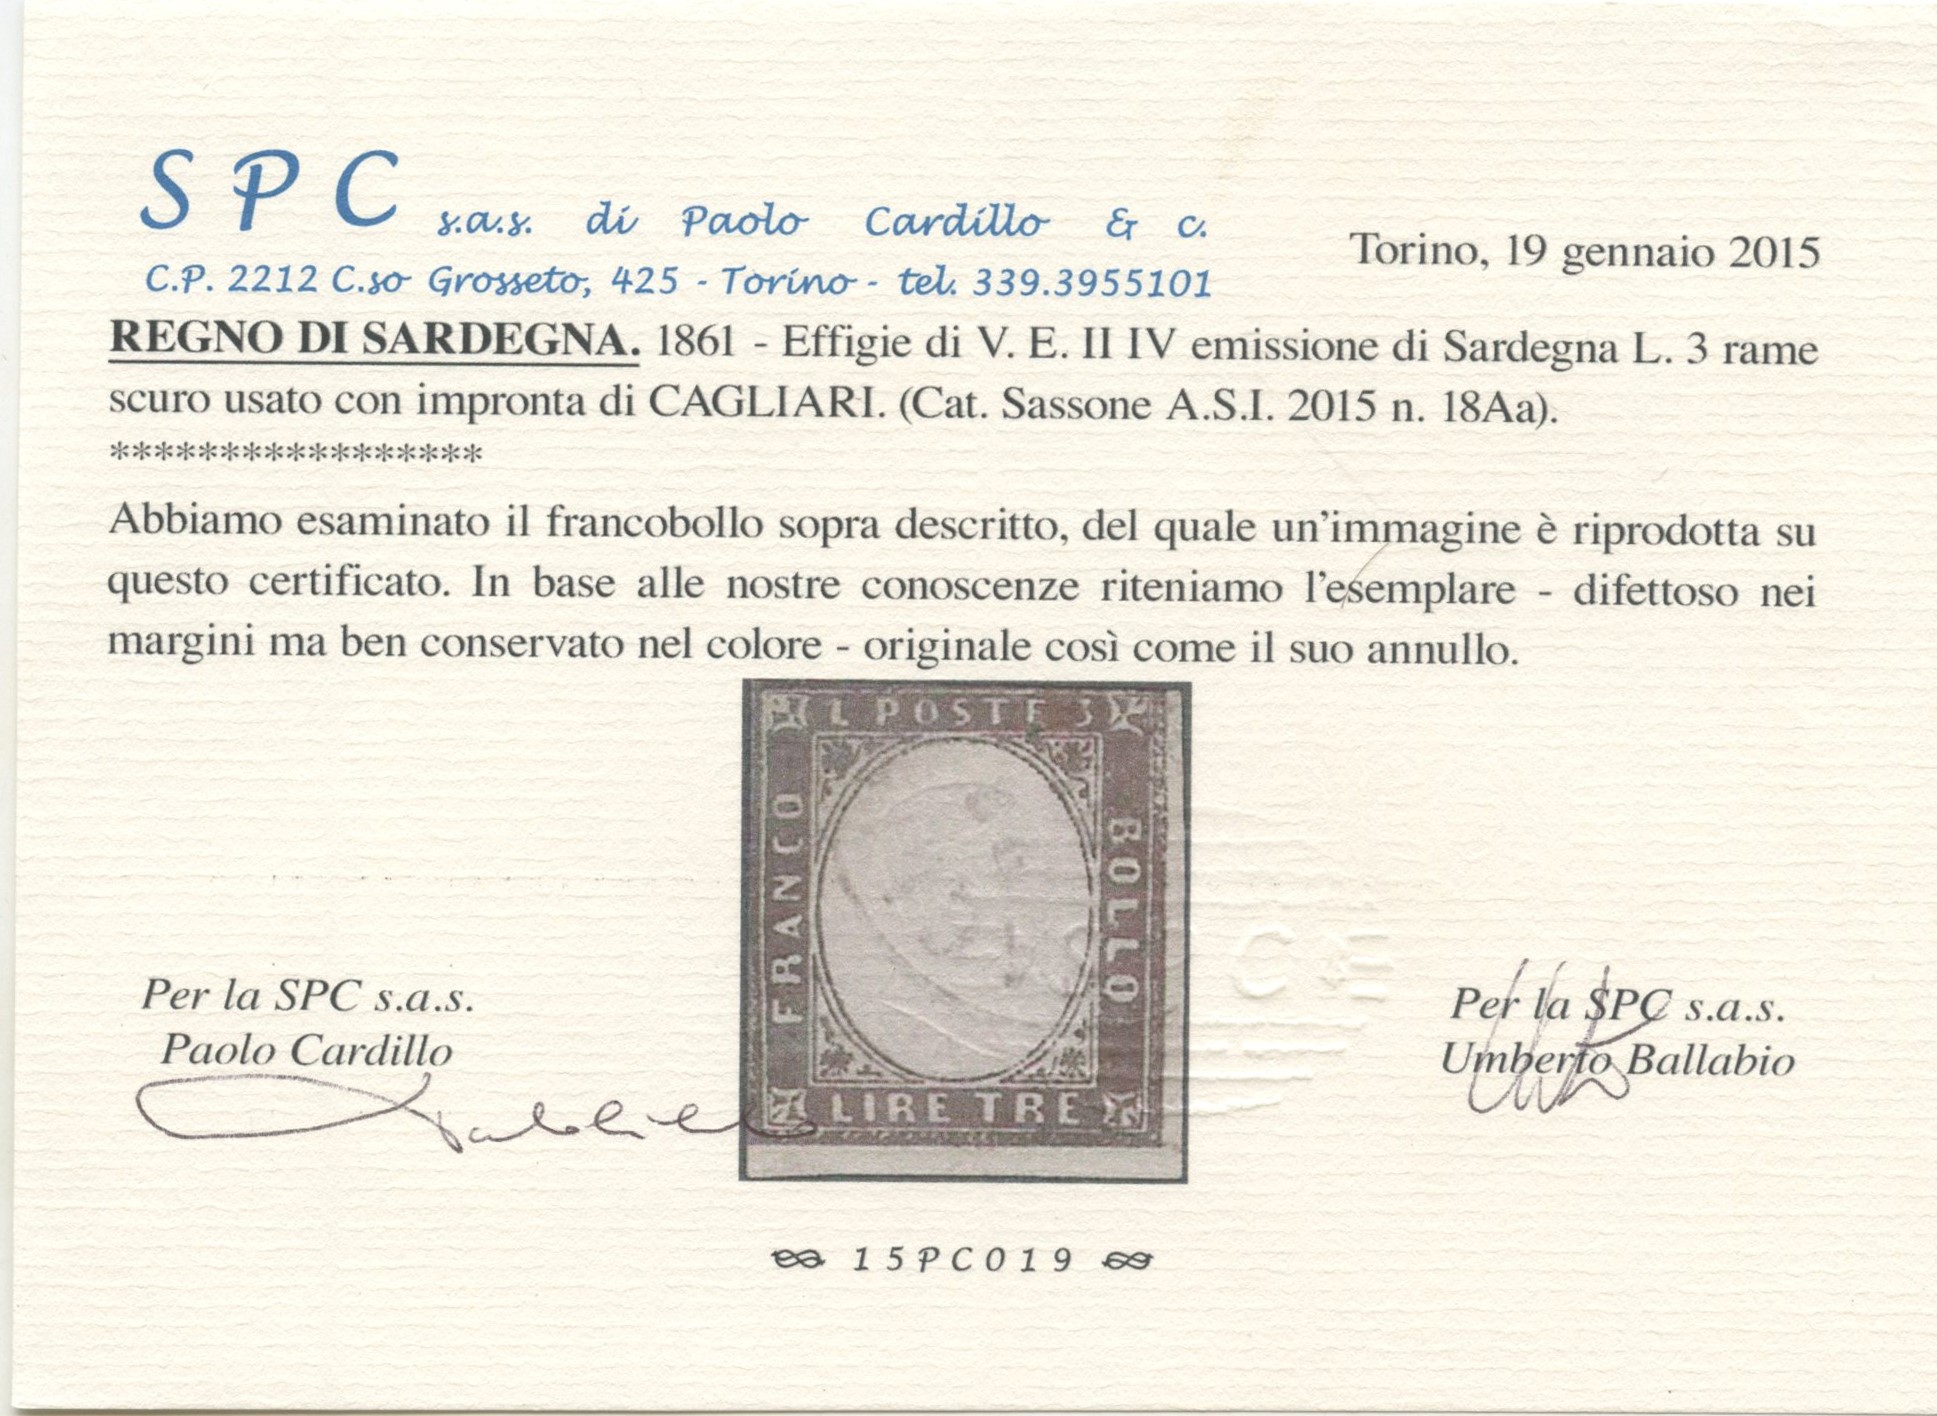 S P C s.a.s. di Paolo Cardillo & c.
C.P. 2212 C.so Grosseto, 425 - Torino - tel. 339.3955101
Torino, 19 gennaio 2015
REGNO DI SARDEGNA. 1861 - Effigie di V. E. II IV emissione di Sardegna L. 3 rame
scuro usato con impronta di CAGLIARI. (Cat. Sassone A.S.I. 2015 n. 18Aa).
*****************
Abbiamo esaminato il francobollo sopra descritto, del quale un'immagine è riprodotta su
questo certificato. In base alle nostre conoscenze riteniamo l'esemplare - difettoso nei
margini ma ben conservato nel colore - originale così come il suo annullo.
L POSTE 3
FRANCO
BOLLO
LIRE TRE
Per la SPC s.a.s.
Paolo Cardillo
Per la SPC s.a.s.
Umberto Ballabio
15PC019